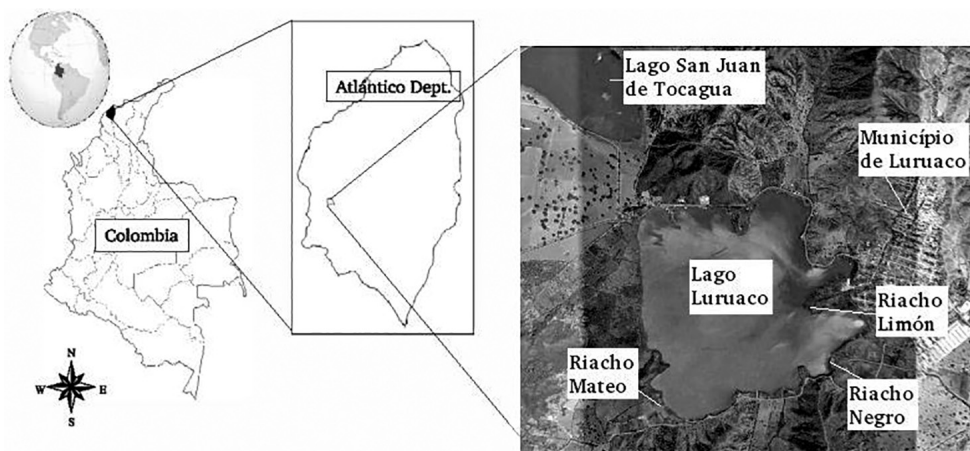 Colombia
N
W E
S
Atlántico Dept.
Lago San Juan
de Tocagua
Município
de Luruaco
Lago
Luruaco
Riacho
Limón
Riacho
Mateo
Riacho
Negro